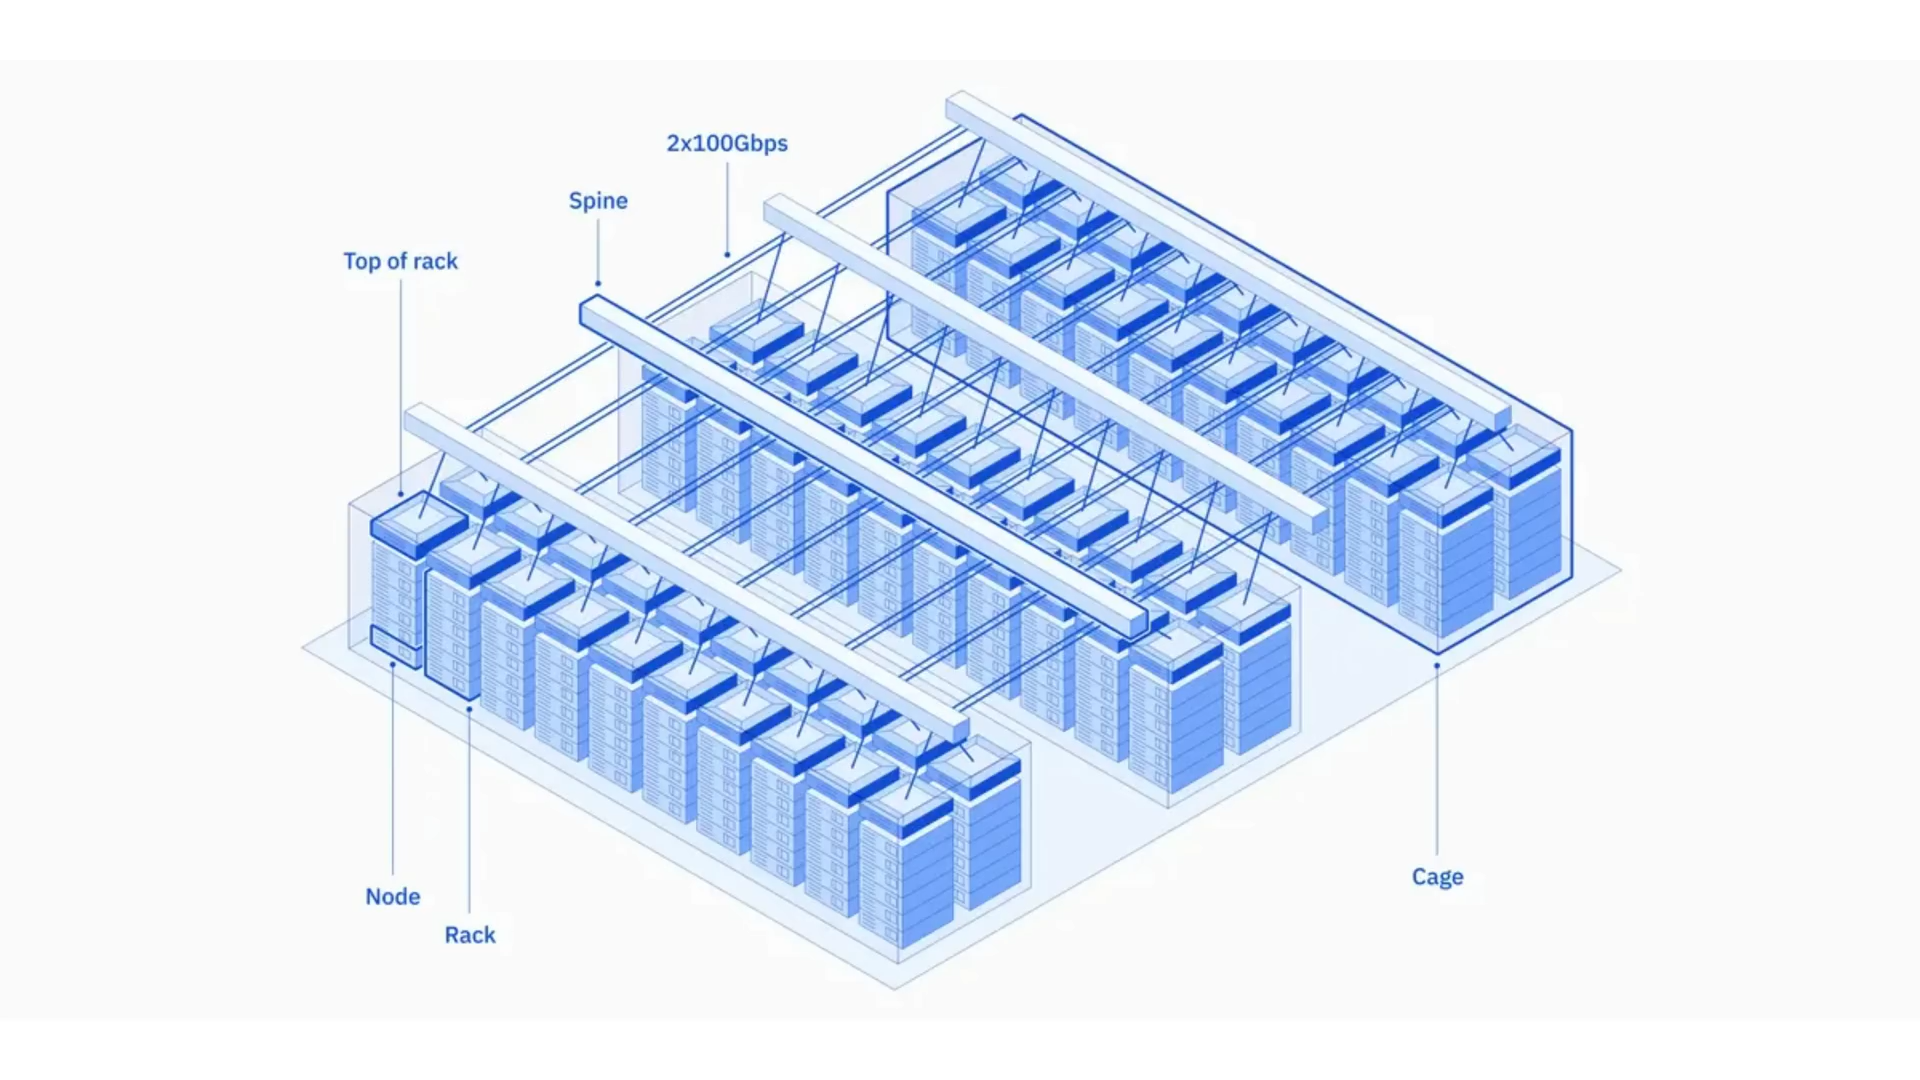 2x100Gbps
Spine
Top of rack
Cage
Node
Rack